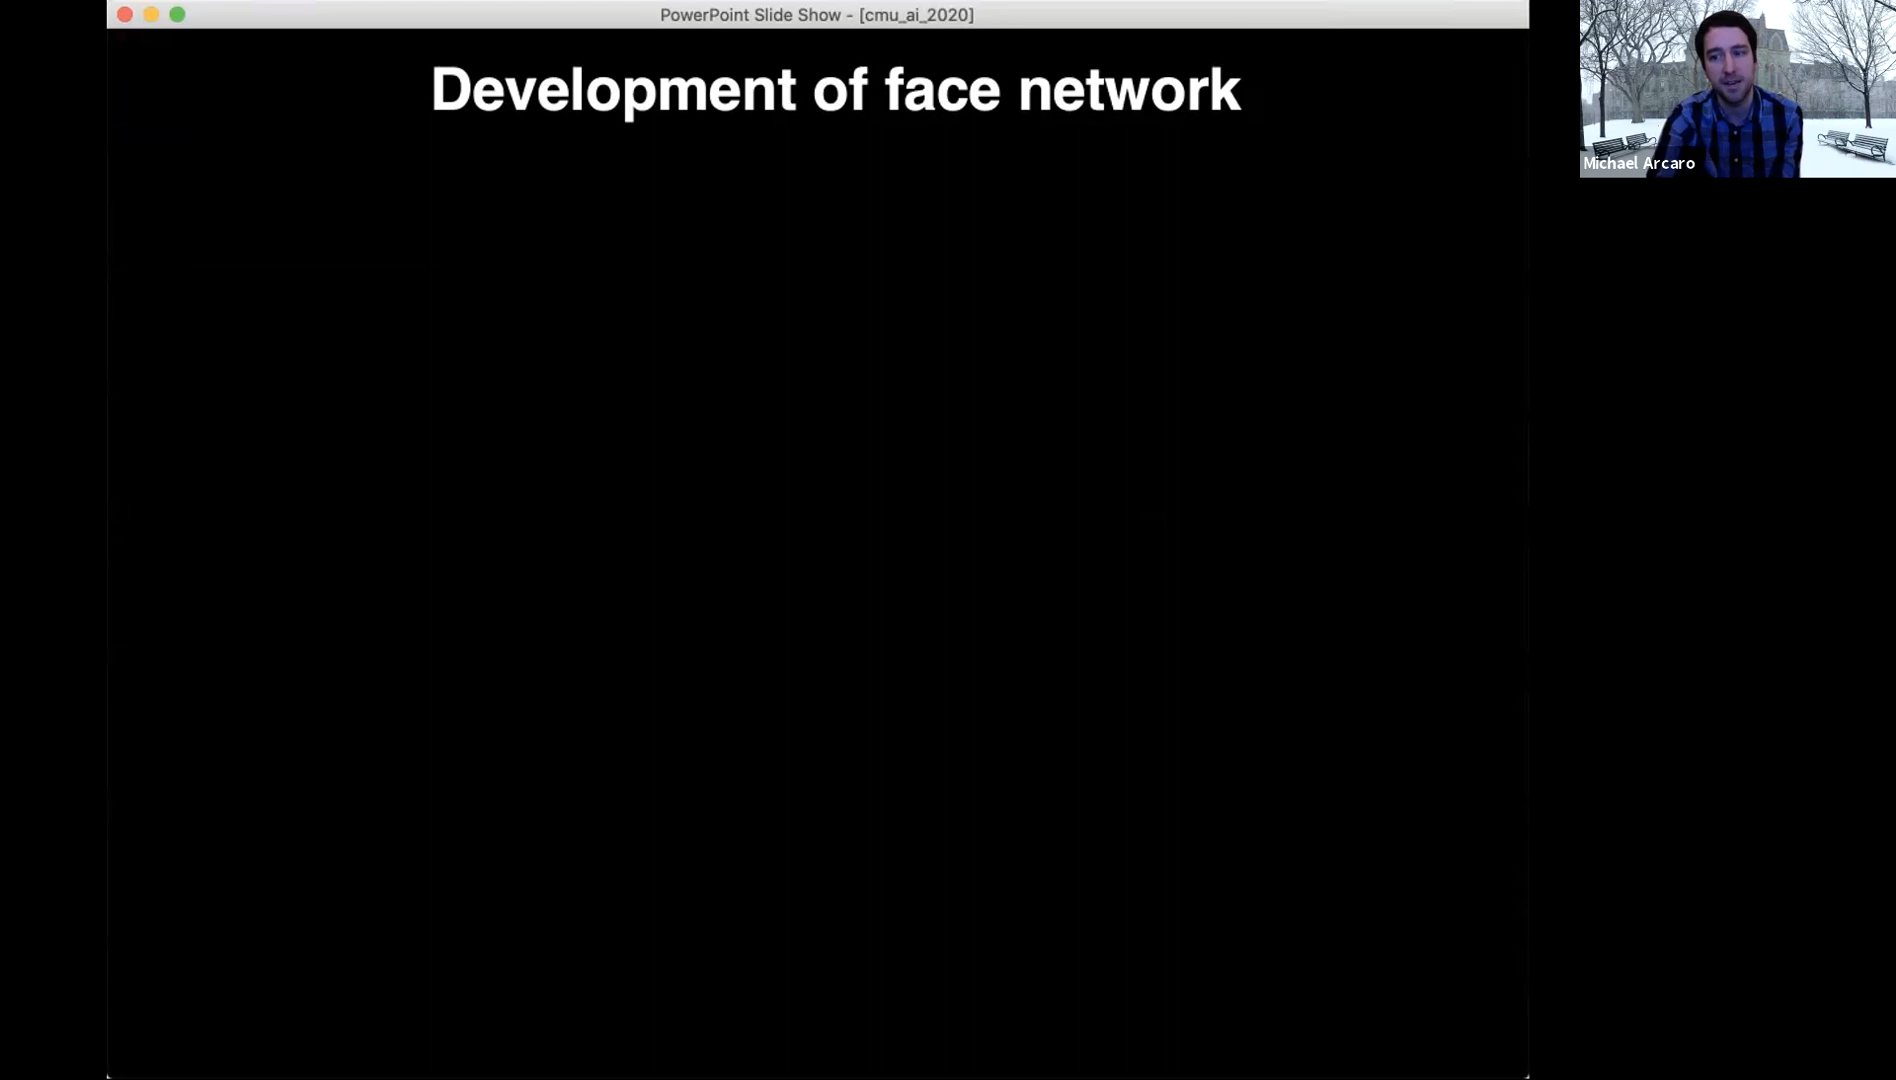 PowerPoint Slide Show - [cmu_ai_2020]
Development of face network
Michael Arcaro